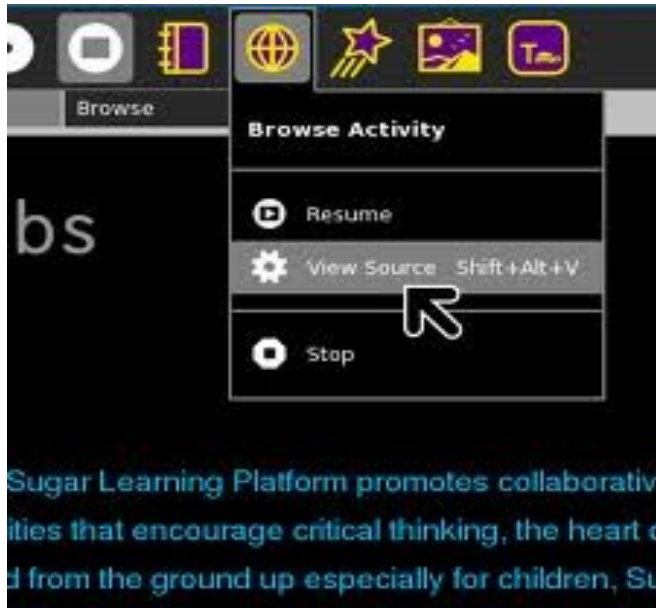 Browse
Browse Activity
bs
Resume
View Source Shift+Alt+V
Stop
Sugar Learning Platform promotes collaborativ
ities that encourage critical thinking, the heart
d from the ground up especially for children, Su